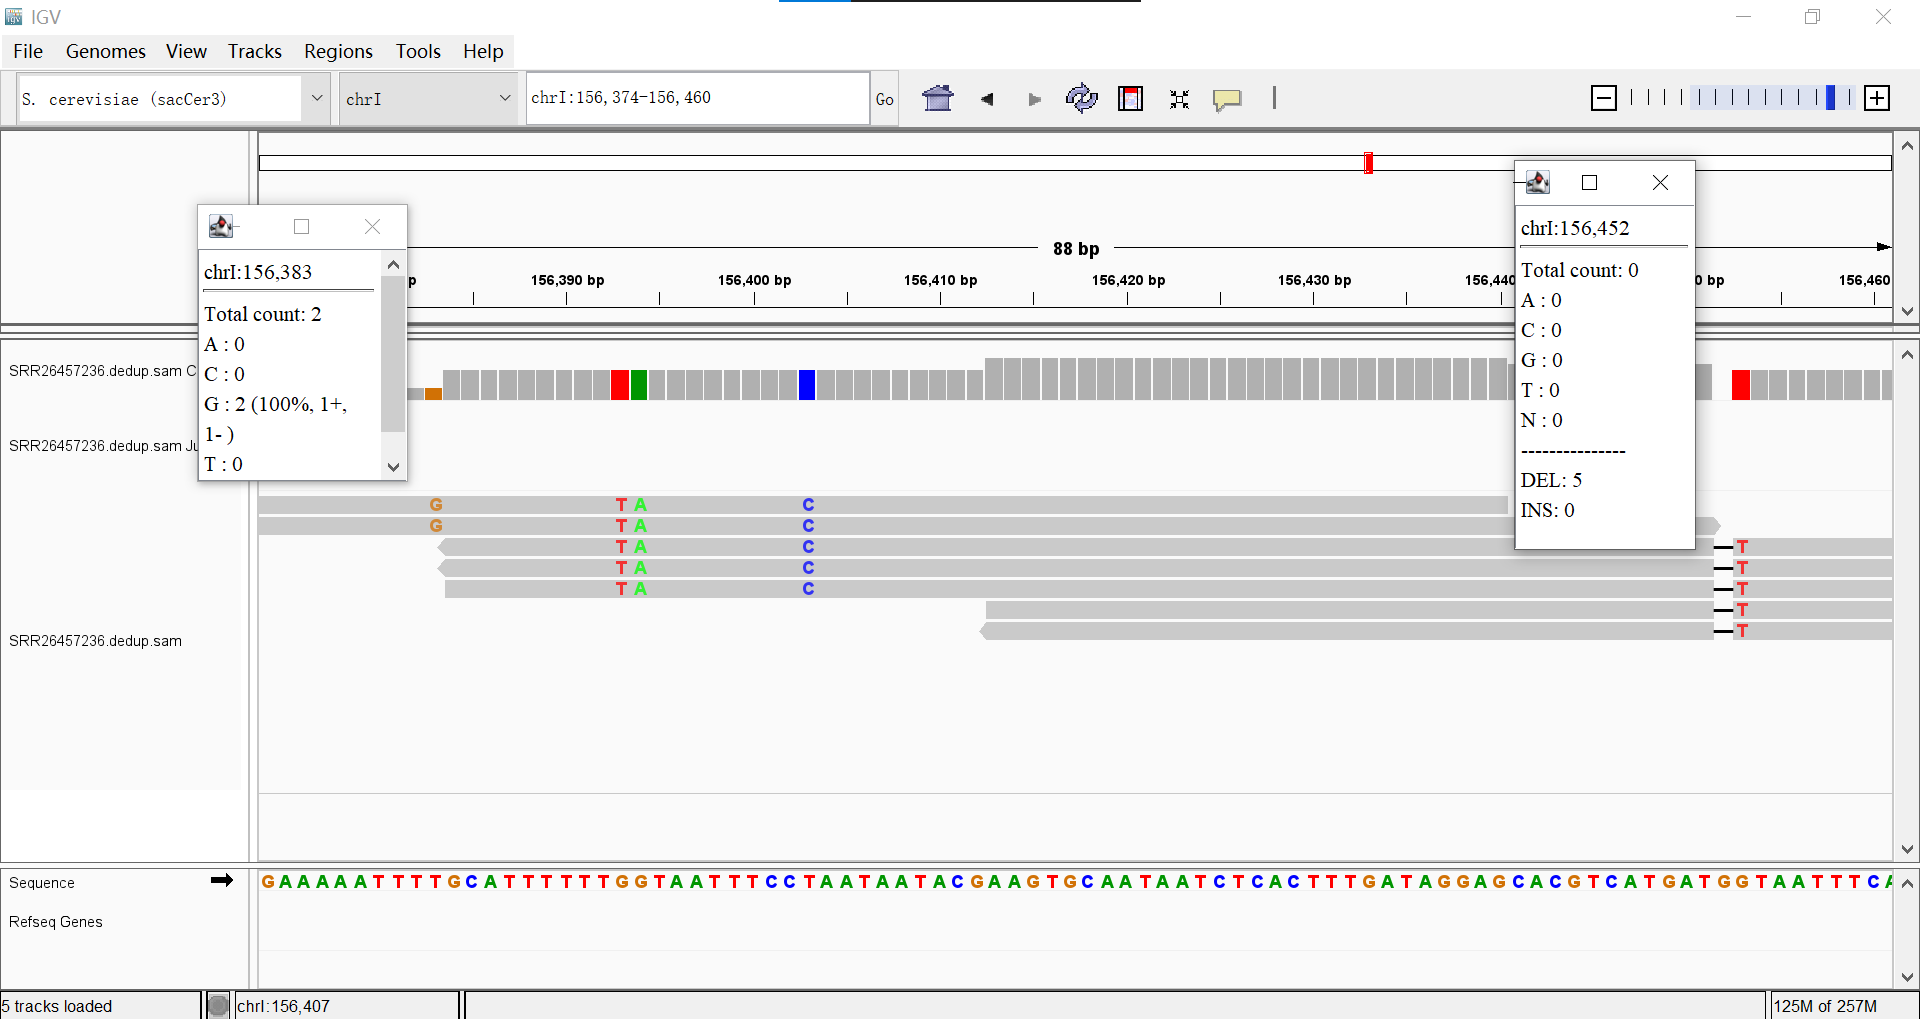 IGV
File Genomes View Tracks Regions Tools Help
S. cerevisiae (sacCer3) chrI chrI:156,374-156,460 Go
chrI:156,452
Total count: 0
A : 0
C : 0
G : 0
T : 0
N : 0
---------------
DEL: 5
INS: 0
chrI:156,383
Total count: 2
A : 0
C : 0
G : 2 (100%, 1+,
1- )
T : 0
88 bp
p 156,390 bp 156,400 bp 156,410 bp 156,420 bp 156,430 bp 156,440 0 bp 156,460
SRR26457236.dedup.sam C
SRR26457236.dedup.sam Ju
G T A C
G T A C
T A C T
T A C T
T A C T
T
T
SRR26457236.dedup.sam
Sequence G A A A A A T T T T G C A T T T T T T G G T A A T T T C C T A A T A A T A C G A A G T G C A A T A A T C T C A C T T T G A T A G G A G C A C G T C A T G A T G G T A A T T T C A
Refseq Genes
5 tracks loaded chrI:156,407 125M of 257M